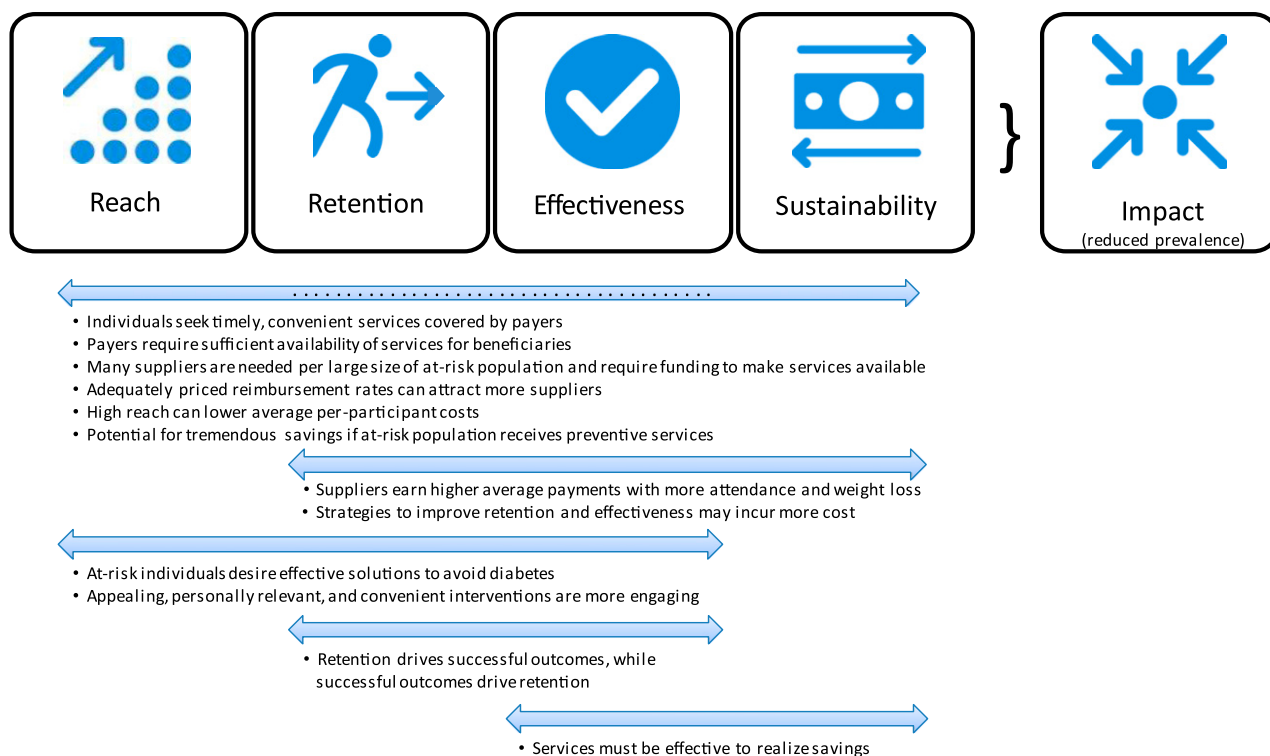 Reach
Retention
Effectiveness
Sustainability
}
Impact
(reduced prevalence)
• Individuals seek timely, convenient services covered by payers
• Payers require sufficient availability of services for beneficiaries
• Many suppliers are needed per large size of at-risk population and require funding to make services available
• Adequately priced reimbursement rates can attract more suppliers
• High reach can lower average per-participant costs
• Potential for tremendous savings if at-risk population receives preventive services
• Suppliers earn higher average payments with more attendance and weight loss
• Strategies to improve retention and effectiveness may incur more cost
• At-risk individuals desire effective solutions to avoid diabetes
• Appealing, personally relevant, and convenient interventions are more engaging
• Retention drives successful outcomes, while
successful outcomes drive retention
• Services must be effective to realize savings